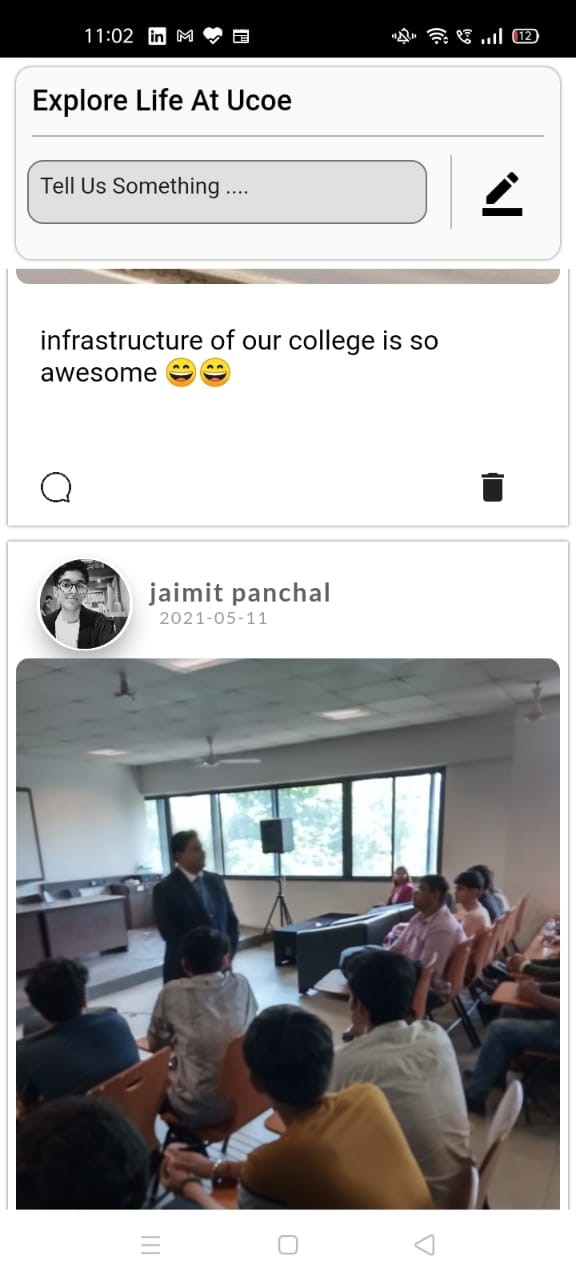 11:02
12
Explore Life At Ucoe
Tell Us Something ....
infrastructure of our college is so
awesome 😄😄
jaimit panchal
2021-05-11